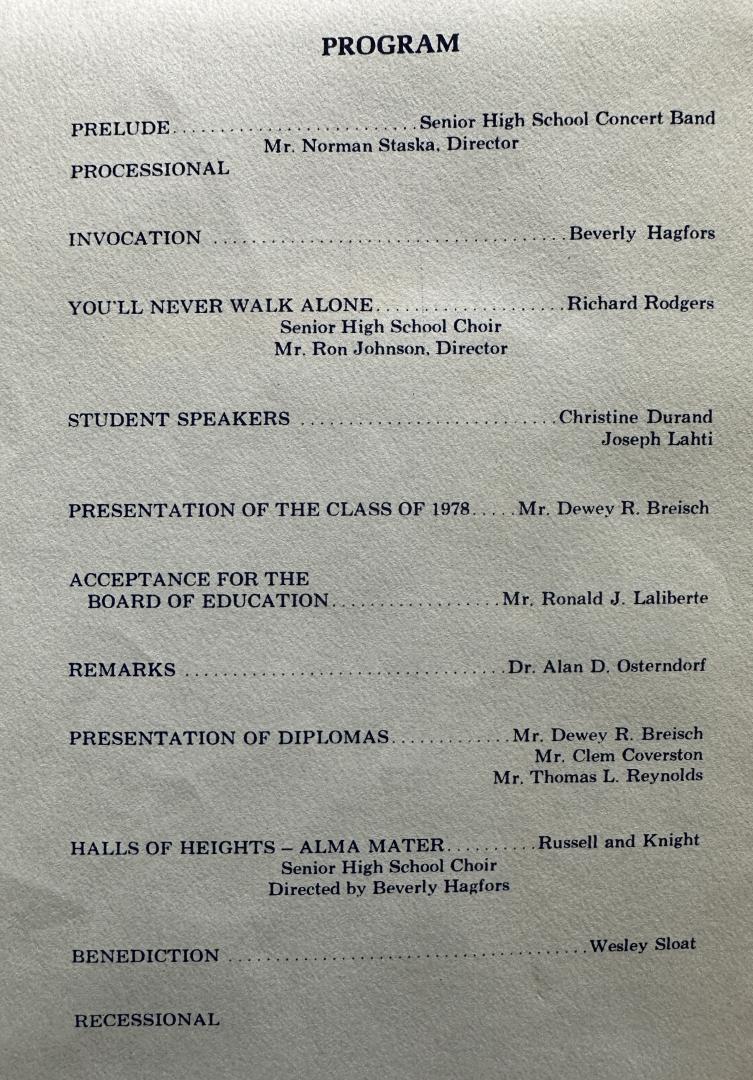 PROGRAM
PRELUDE..........................Senior High School Concert Band
Mr. Norman Staska, Director
PROCESSIONAL
INVOCATION ....................................Beverly Hagfors
YOU'LL NEVER WALK ALONE....................Richard Rodgers
Senior High School Choir
Mr. Ron Johnson, Director
STUDENT SPEAKERS ..........................Christine Durand
Joseph Lahti
PRESENTATION OF THE CLASS OF 1978.....Mr. Dewey R. Breisch
ACCEPTANCE FOR THE
BOARD OF EDUCATION.................Mr. Ronald J. Laliberte
REMARKS .................................Dr. Alan D. Osterndorf
PRESENTATION OF DIPLOMAS............Mr. Dewey R. Breisch
Mr. Clem Coverston
Mr. Thomas L. Reynolds
HALLS OF HEIGHTS – ALMA MATER.........Russell and Knight
Senior High School Choir
Directed by Beverly Hagfors
BENEDICTION .....................................Wesley Sloat
RECESSIONAL